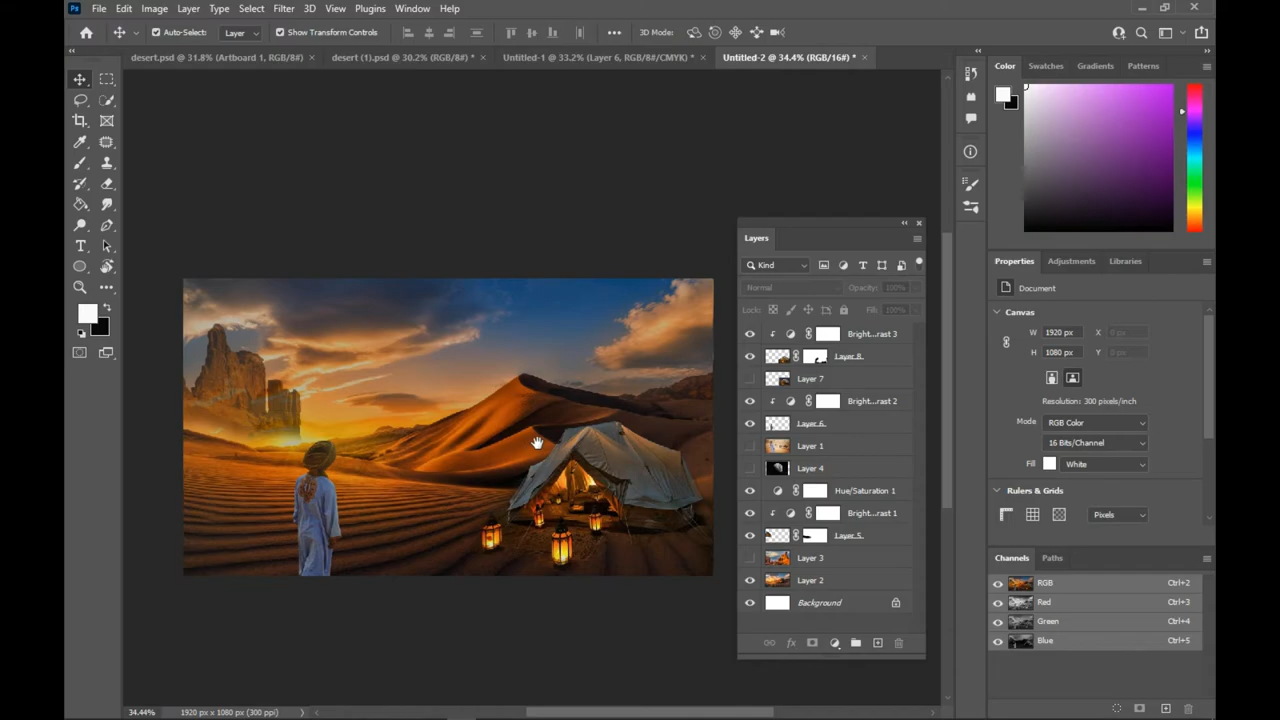 Ps File Edit Image Layer Type Select Filter 3D View Plugins Window Help
Auto-Select: Layer Show Transform Controls 3D Mode:
desert.psd @ 31.8% (Artboard 1, RGB/8#) × desert (1).psd @ 30.2% (RGB/8#) * × Untitled-1 @ 33.2% (Layer 6, RGB/8#/CMYK) * × Untitled-2 @ 34.4% (RGB/16#) * ×
Color Swatches Gradients Patterns
Layers
Kind
Normal Opacity: 100%
Lock: Fill: 100%
Bright...rast 3
Layer 8
Layer 7
Bright...rast 2
Layer 6
Layer 1
Layer 4
Hue/Saturation 1
Bright...rast 1
Layer 5
Layer 3
Layer 2
Background
Properties Adjustments Libraries
Document
Canvas
W 1920 px X 0 px
H 1080 px Y 0 px
Resolution: 300 pixels/inch
Mode RGB Color
16 Bits/Channel
Fill White
Rulers & Grids
Pixels
Channels Paths
RGB Ctrl+2
Red Ctrl+3
Green Ctrl+4
Blue Ctrl+5
34.44% 1920 px x 1080 px (300 ppi)